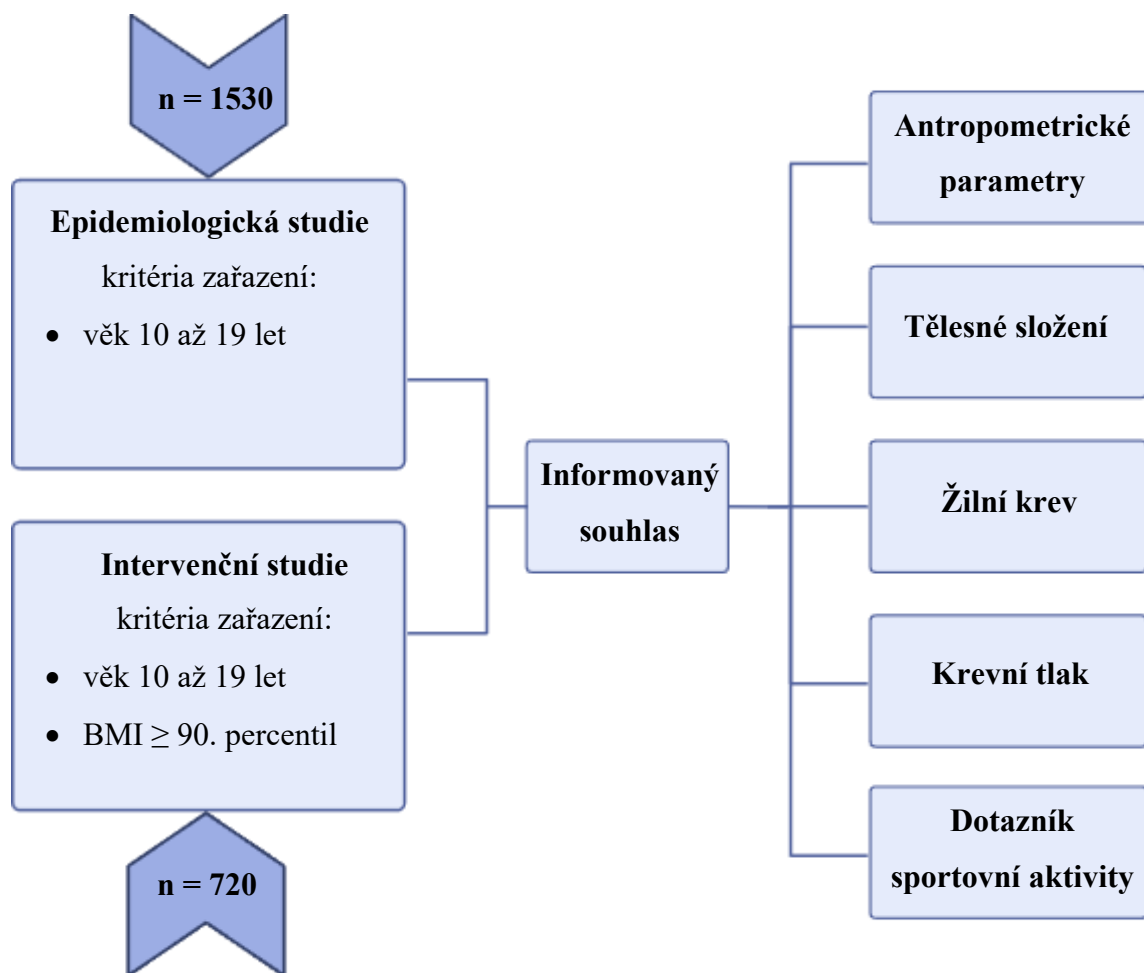 n = 1530
Epidemiologická studie
kritéria zařazení:
• věk 10 až 19 let
Intervenční studie
kritéria zařazení:
• věk 10 až 19 let
• BMI ≥ 90. percentil
n = 720
Informovaný
souhlas
Antropometrické
parametry
Tělesné složení
Žilní krev
Krevní tlak
Dotazník
sportovní aktivity